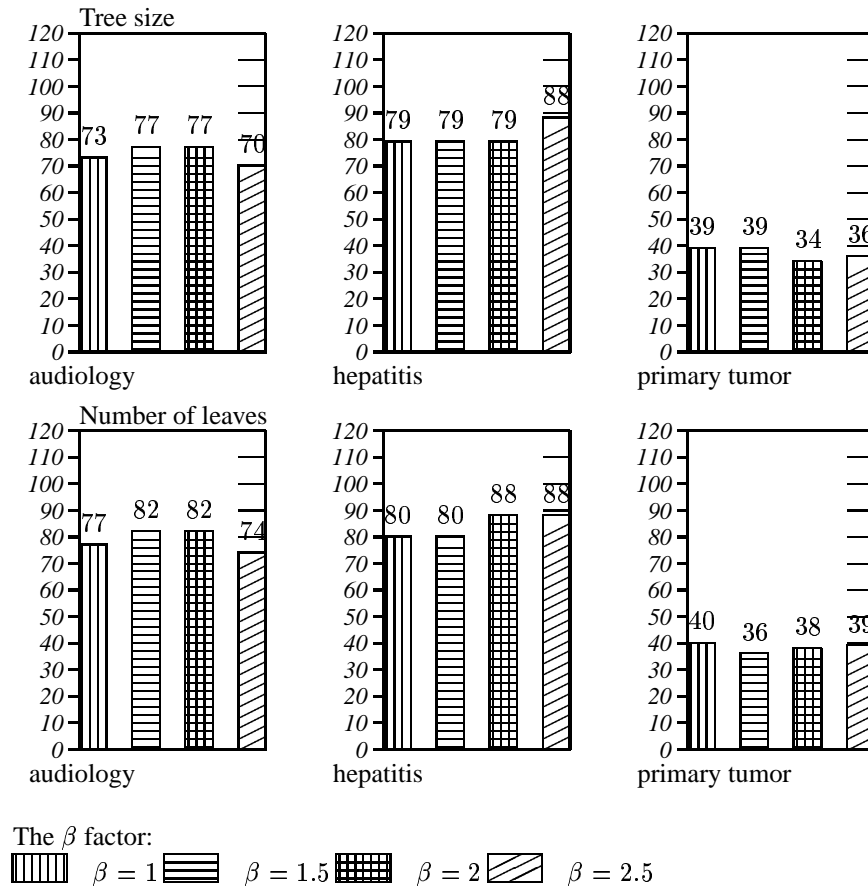 Tree size
120 120 120
110 110 110
100 100 100
90 90 90
80 80 80
70 70 70
60 60 60
50 50 50
40 40 40
30 30 30
20 20 20
10 10 10
0 0 0
73 77 77 70
79 79 79 88
39 39 34 36
audiology hepatitis primary tumor
Number of leaves
120 120 120
110 110 110
100 100 100
90 90 90
80 80 80
70 70 70
60 60 60
50 50 50
40 40 40
30 30 30
20 20 20
10 10 10
0 0 0
77 82 82 74
80 80 88 88
40 36 38 39
audiology hepatitis primary tumor
The β factor:
β = 1 β = 1.5 β = 2 β = 2.5